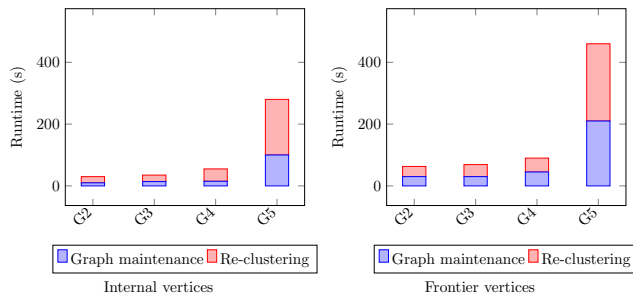 Runtime (s)
400
200
0
G2 G3 G4 G5
Graph maintenance Re-clustering
Internal vertices
Runtime (s)
400
200
0
G2 G3 G4 G5
Graph maintenance Re-clustering
Frontier vertices